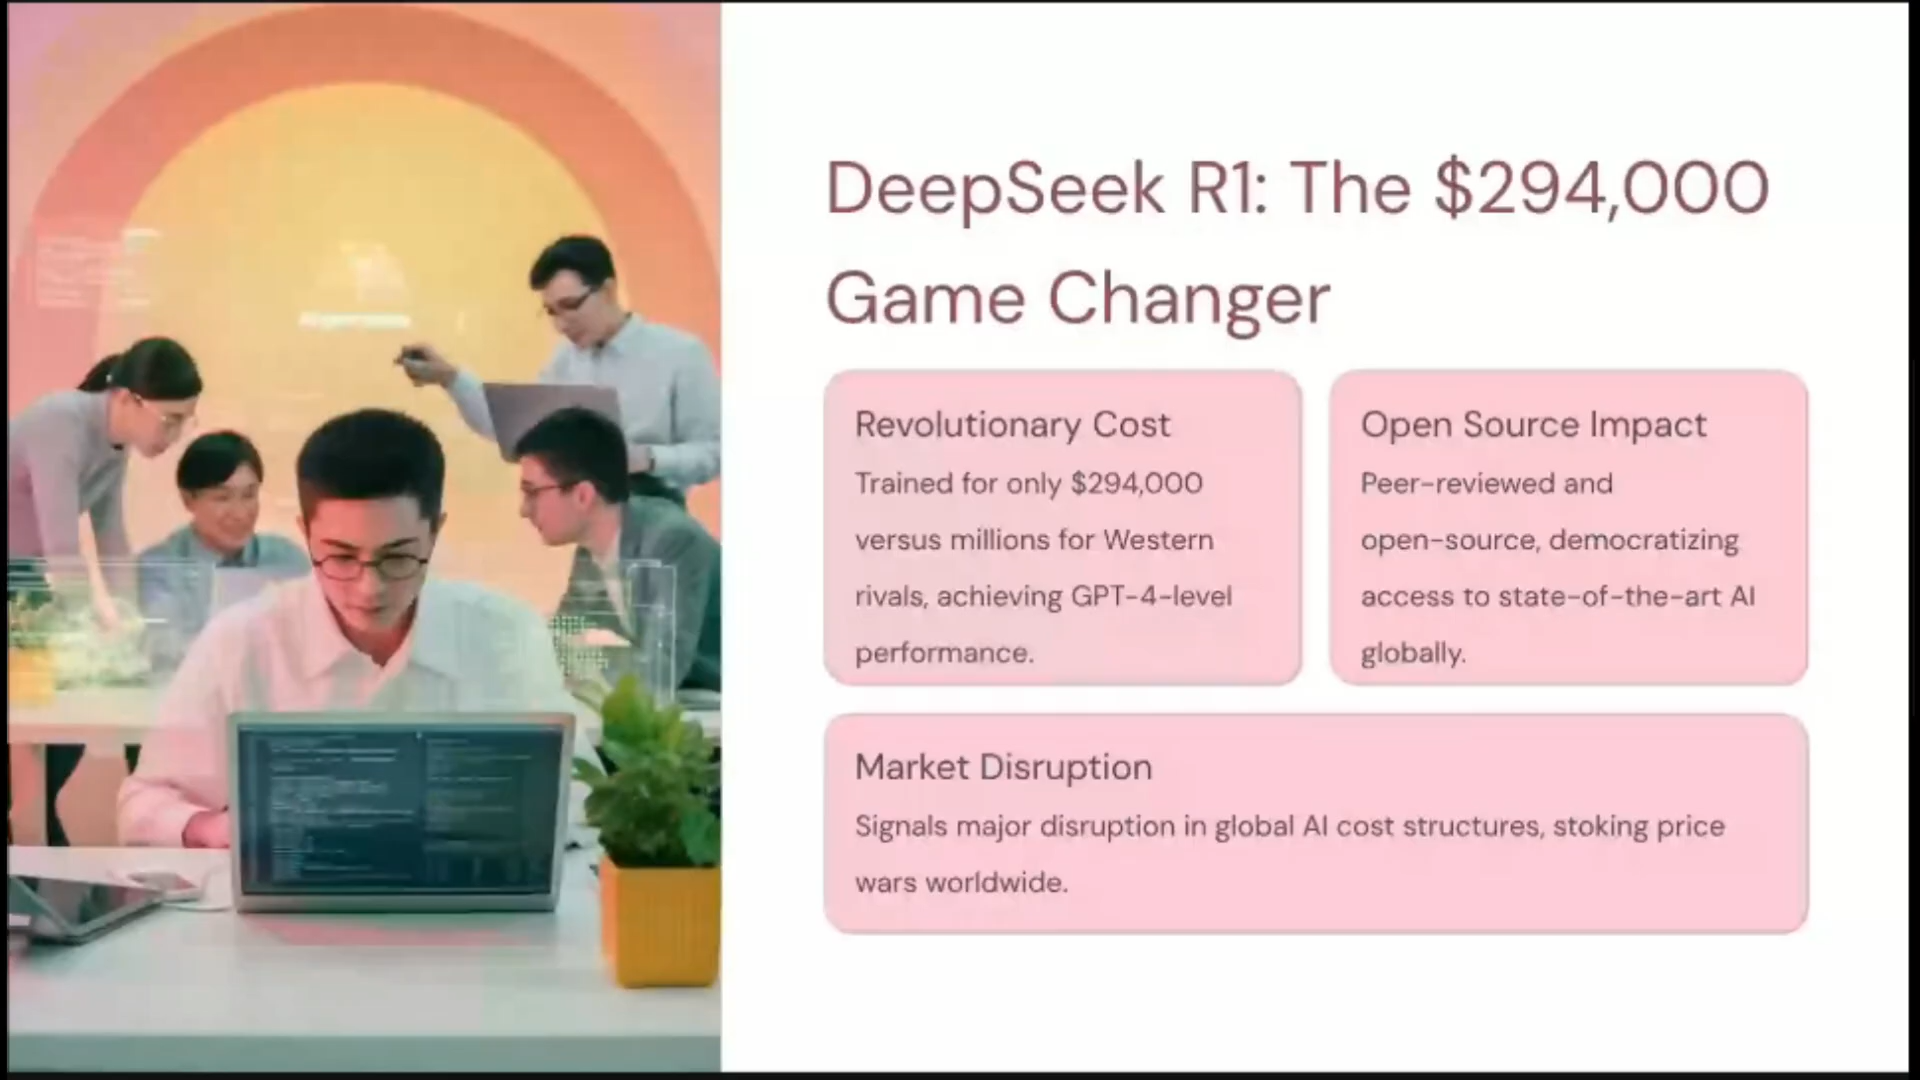 DeepSeek R1: The $294,000
Game Changer
Revolutionary Cost
Trained for only $294,000
versus millions for Western
rivals, achieving GPT-4-level
performance.
Open Source Impact
Peer-reviewed and
open-source, democratizing
access to state-of-the-art AI
globally.
Market Disruption
Signals major disruption in global AI cost structures, stoking price
wars worldwide.